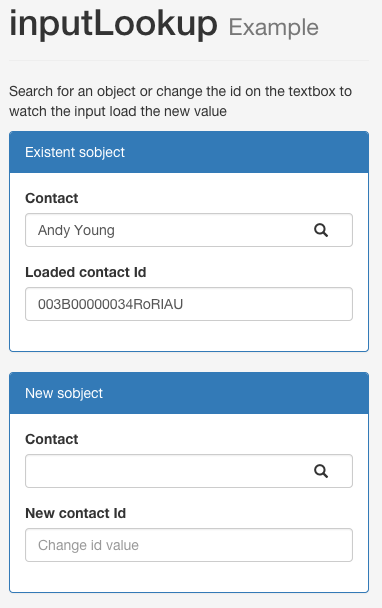 inputLookup Example
Search for an object or change the id on the textbox to
watch the input load the new value
Existent sobject
Contact
Andy Young
Loaded contact Id
003B00000034RoRIAU
New sobject
Contact
New contact Id
Change id value